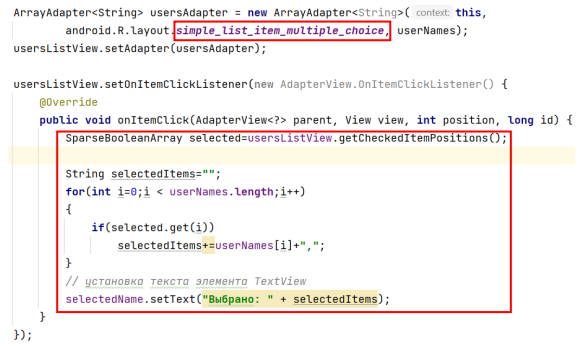 ArrayAdapter<String> usersAdapter = new ArrayAdapter<String>( context: this,
android.R.layout.simple_list_item_multiple_choice, userNames);
usersListView.setAdapter(usersAdapter);
usersListView.setOnItemClickListener(new AdapterView.OnItemClickListener() {
@Override
public void onItemClick(AdapterView<?> parent, View view, int position, long id) {
SparseBooleanArray selected=usersListView.getCheckedItemPositions();
String selectedItems="";
for(int i=0;i < userNames.length;i++)
{
if(selected.get(i))
selectedItems+=userNames[i]+",";
}
// установка текста элемента TextView
selectedName.setText("Выбрано: " + selectedItems);
}
});